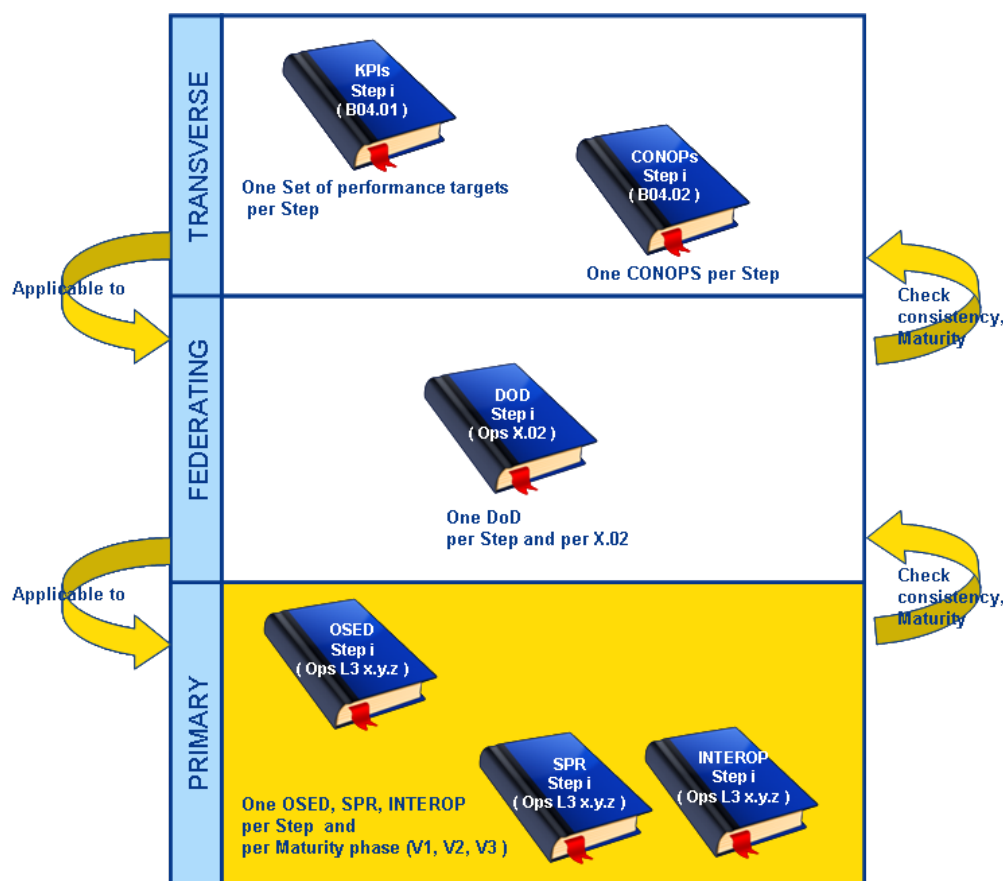 TRANSVERSE
KPIs
Step i
( B04.01 )
One Set of performance targets
per Step
CONOPs
Step i
( B04.02 )
One CONOPS per Step
Applicable to
Check
consistency,
Maturity
FEDERATING
DOD
Step i
( Ops X.02 )
One DoD
per Step and per X.02
Applicable to
Check
consistency,
Maturity
PRIMARY
OSED
Step i
( Ops L3 x.y.z )
SPR
Step i
( Ops L3 x.y.z )
INTEROP
Step i
( Ops L3 x.y.z )
One OSED, SPR, INTEROP
per Step and
per Maturity phase (V1, V2, V3 )